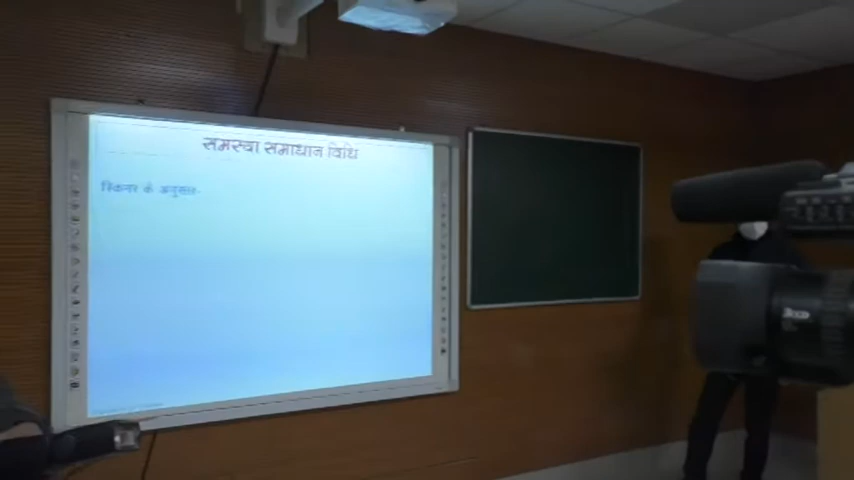 समस्या समाधान विधि
स्किनर के अनुसार-